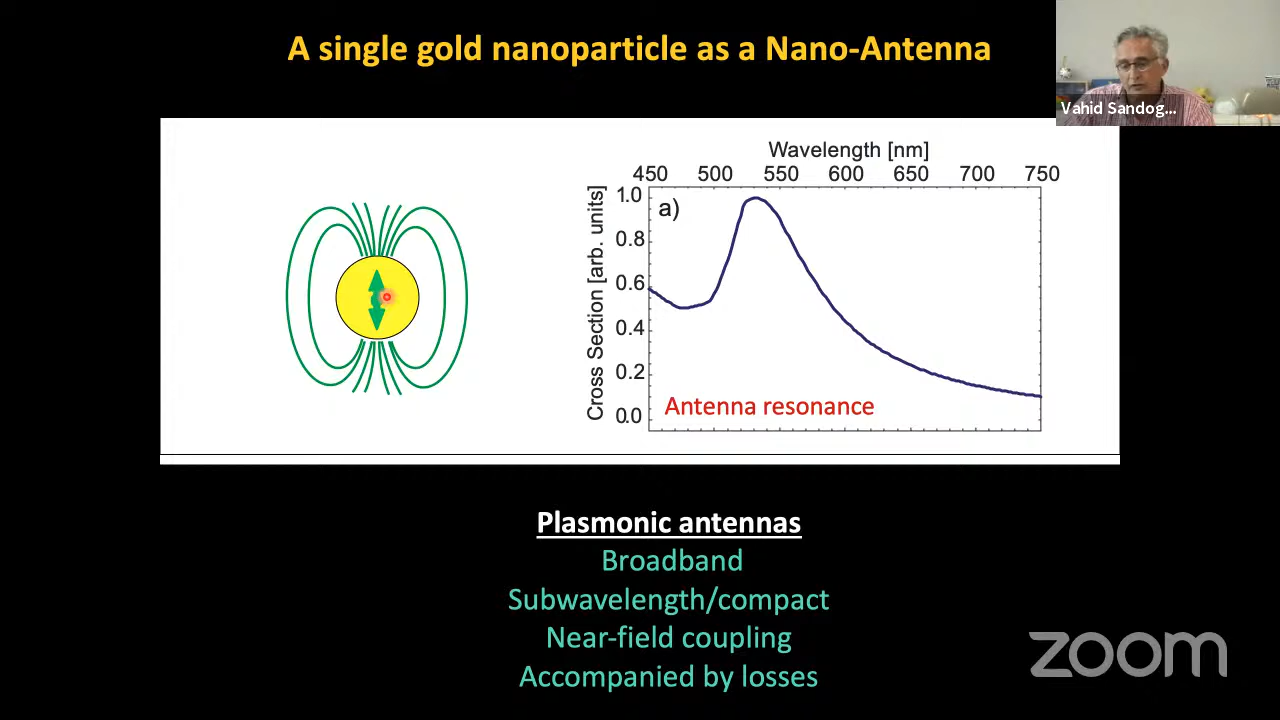 A single gold nanoparticle as a Nano-Antenna
Vahid Sandog...
Wavelength [nm]
450 500 550 600 650 700 750
Cross Section [arb. units]
1.0
0.8
0.6
0.4
0.2
0.0
a)
Antenna resonance
Plasmonic antennas
Broadband
Subwavelength/compact
Near-field coupling
Accompanied by losses
zoom